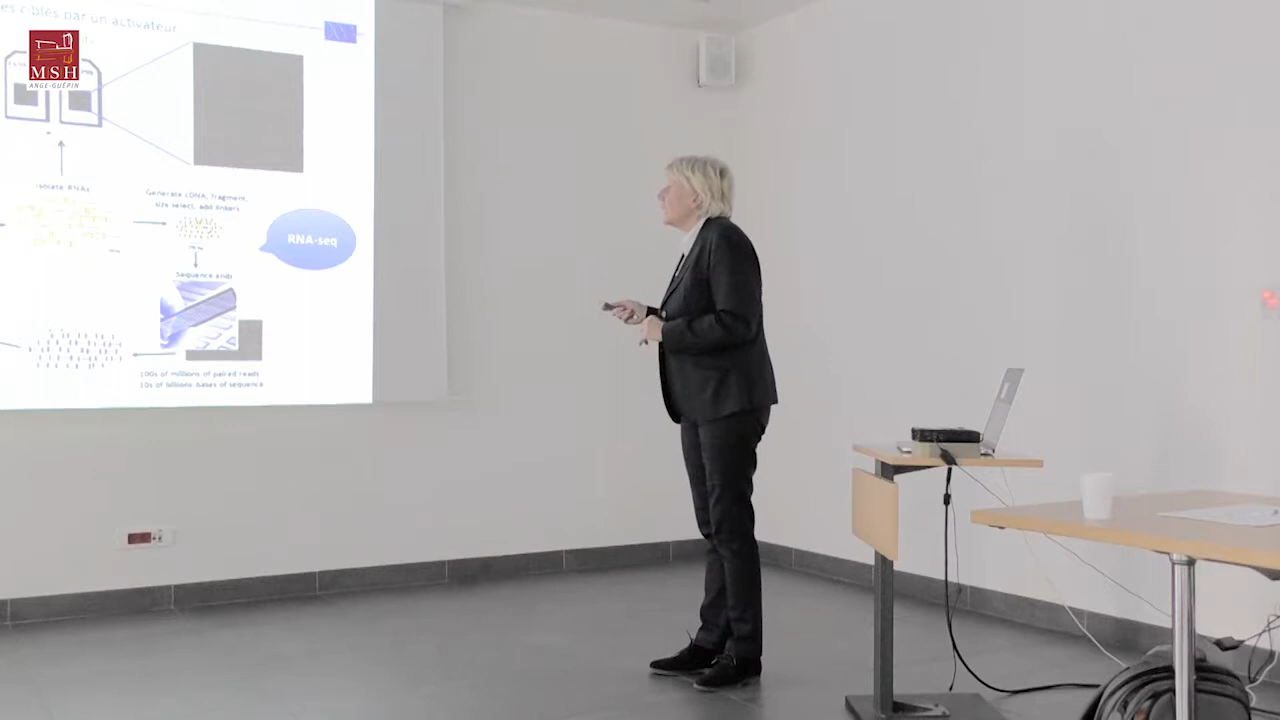 es ciblés par un activateur
MSH
ANGE-GUÉPIN
Isolate RNAs
Generate cDNA, fragment,
size select, add linkers
RNA-seq
Sequence ends
100s of millions of paired reads
10s of billions bases of sequence